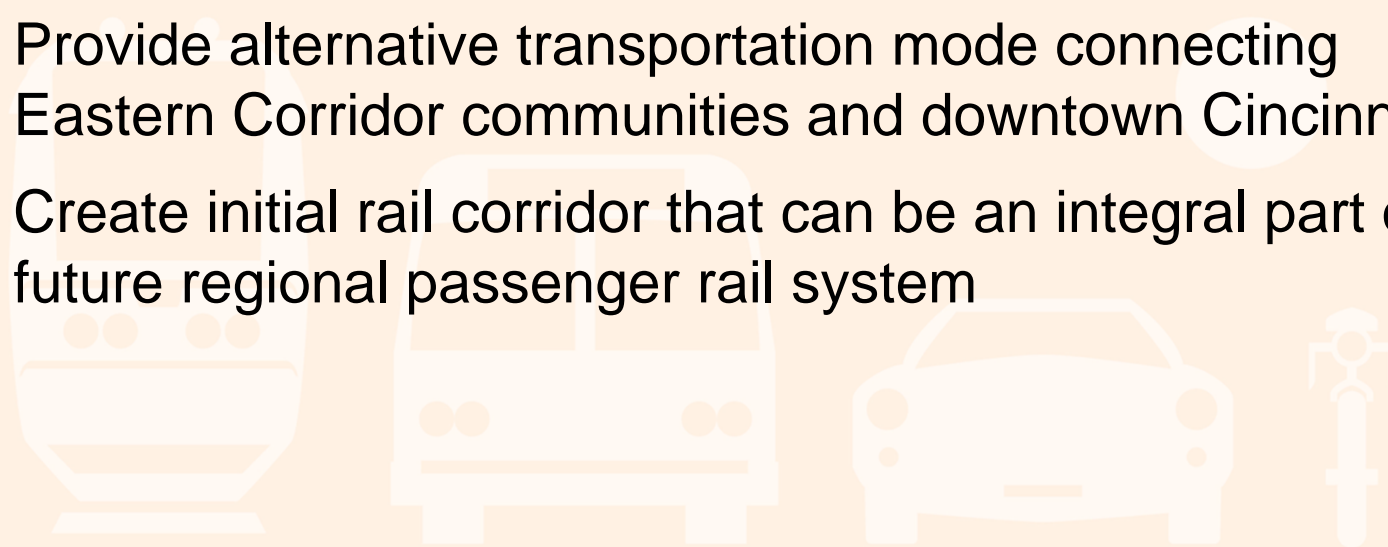 Provide alternative transportation mode connecting
Eastern Corridor communities and downtown Cincinn
Create initial rail corridor that can be an integral part
future regional passenger rail system